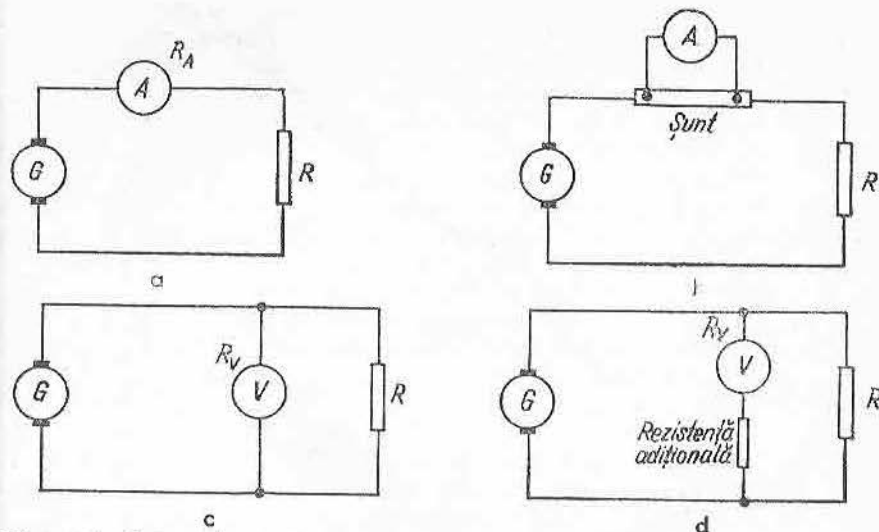 R_A
A
G
R
a
A
Șunt
G
R
G
R_V
V
R
c
G
R_V
V
Rezistență
adițională
R
d